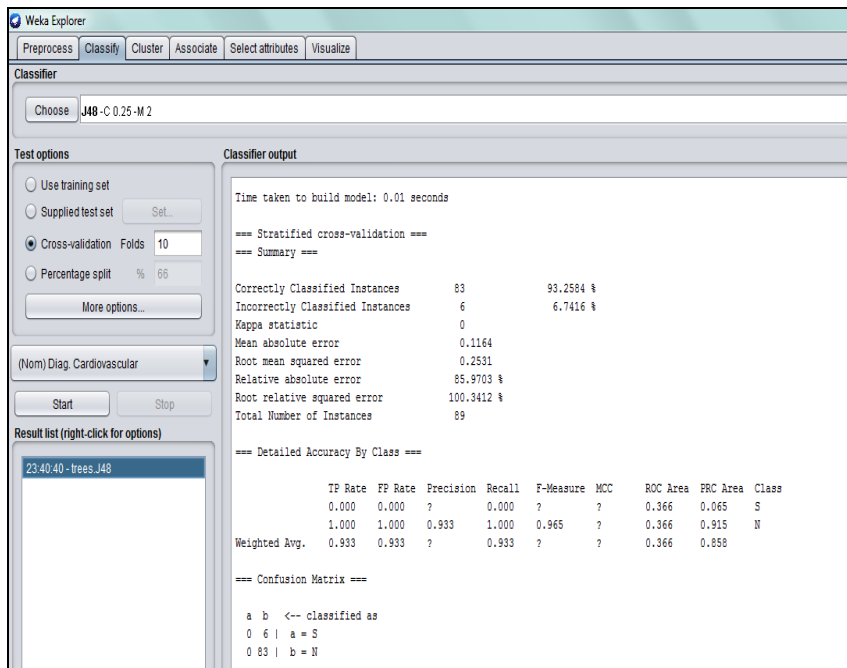 Weka Explorer
Preprocess Classify Cluster Associate Select attributes Visualize
Classifier
Choose J48 -C 0.25 -M 2
Test options
Use training set
Supplied test set Set...
Cross-validation Folds 10
Percentage split % 66
More options...
(Nom) Diag. Cardiovascular
Start Stop
Result list (right-click for options)
23:40:40 - trees.J48
Classifier output
Time taken to build model: 0.01 seconds
=== Stratified cross-validation ===
=== Summary ===
Correctly Classified Instances 83 93.2584 %
Incorrectly Classified Instances 6 6.7416 %
Kappa statistic 0
Mean absolute error 0.1164
Root mean squared error 0.2531
Relative absolute error 85.9703 %
Root relative squared error 100.3412 %
Total Number of Instances 89
=== Detailed Accuracy By Class ===
TP Rate FP Rate Precision Recall F-Measure MCC ROC Area PRC Area Class
0.000 0.000 ? 0.000 ? ? 0.366 0.065 S
1.000 1.000 0.933 1.000 0.965 ? 0.366 0.915 N
Weighted Avg. 0.933 0.933 ? 0.933 ? ? 0.366 0.858
=== Confusion Matrix ===
a b <-- classified as
0 6 | a = S
0 83 | b = N